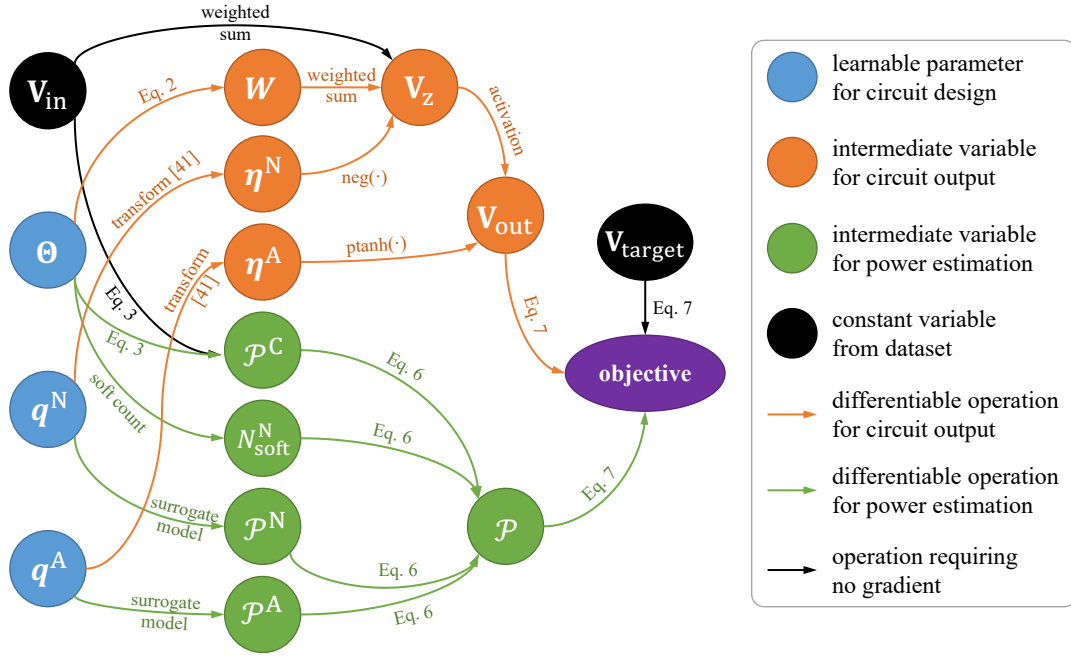 weighted
sum
V_in
Eq. 2
W
weighted
sum
V_z
activation
transform [41]
η^N
neg(·)
Θ
transform
[41]
η^A
ptanh(·)
V_out
V_target
Eq. 3
Eq. 3
𝒫^C
Eq. 6
Eq. 7
Eq. 7
objective
q^N
soft count
N_soft^N
Eq. 6
surrogate
model
𝒫^N
Eq. 6
𝒫
Eq. 7
q^A
surrogate
model
𝒫^A
Eq. 6
learnable parameter
for circuit design
intermediate variable
for circuit output
intermediate variable
for power estimation
constant variable
from dataset
differentiable operation
for circuit output
differentiable operation
for power estimation
operation requiring
no gradient